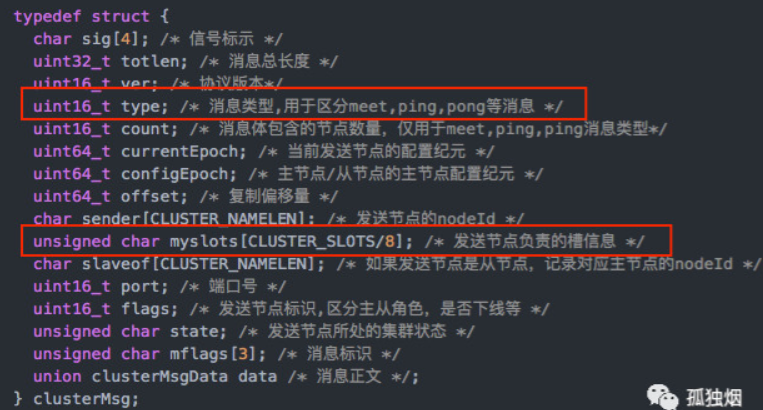 typedef struct {
char sig[4]; /* 信号标示 */
uint32_t totlen; /* 消息总长度 */
uint16_t ver; /* 协议版本*/
uint16_t type; /* 消息类型,用于区分meet,ping,pong等消息 */
uint16_t count; /* 消息体包含的节点数量，仅用于meet,ping,ping消息类型*/
uint64_t currentEpoch; /* 当前发送节点的配置纪元 */
uint64_t configEpoch; /* 主节点/从节点的主节点配置纪元 */
uint64_t offset; /* 复制偏移量 */
char sender[CLUSTER_NAMELEN]; /* 发送节点的nodeId */
unsigned char myslots[CLUSTER_SLOTS/8]; /* 发送节点负责的槽信息 */
char slaveof[CLUSTER_NAMELEN]; /* 如果发送节点是从节点，记录对应主节点的nodeId */
uint16_t port; /* 端口号 */
uint16_t flags; /* 发送节点标识,区分主从角色，是否下线等 */
unsigned char state; /* 发送节点所处的集群状态 */
unsigned char mflags[3]; /* 消息标识 */
union clusterMsgData data /* 消息正文 */;
} clusterMsg;
孤独烟